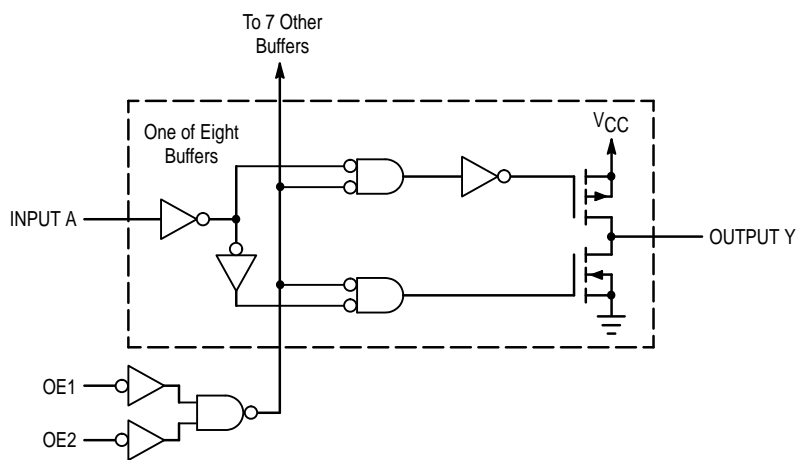 To 7 Other
Buffers
One of Eight
Buffers
VCC
INPUT A
OUTPUT Y
OE1
OE2